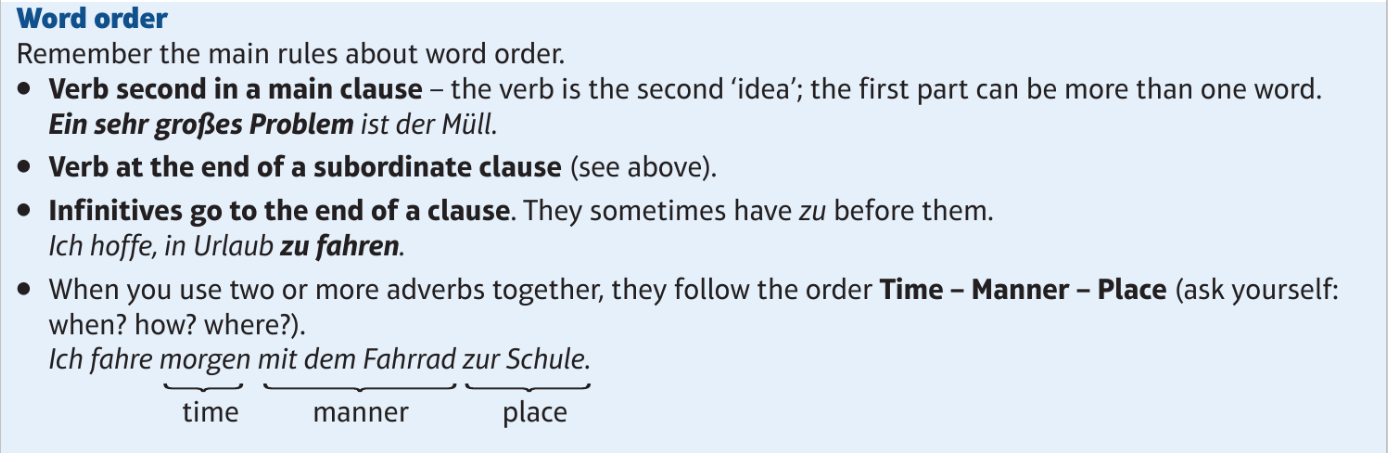 Word order
Remember the main rules about word order.
• Verb second in a main clause – the verb is the second ‘idea’; the first part can be more than one word.
Ein sehr großes Problem ist der Müll.
• Verb at the end of a subordinate clause (see above).
• Infinitives go to the end of a clause. They sometimes have zu before them.
Ich hoffe, in Urlaub zu fahren.
• When you use two or more adverbs together, they follow the order Time – Manner – Place (ask yourself:
when? how? where?).
Ich fahre morgen mit dem Fahrrad zur Schule.
time manner place